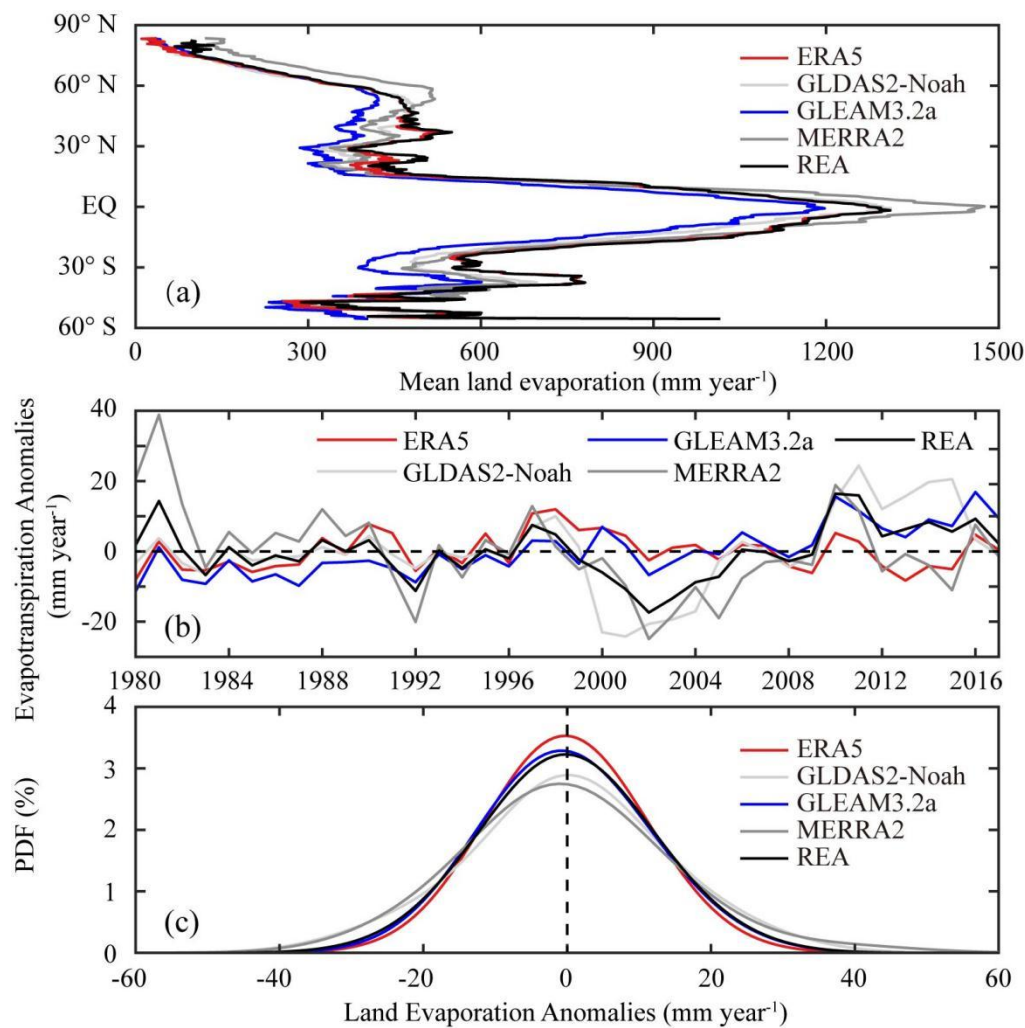 90° N
60° N
30° N
EQ
30° S
60° S
ERA5
GLDAS2-Noah
GLEAM3.2a
MERRA2
REA
(a)
0 300 600 900 1200 1500
Mean land evaporation (mm year⁻¹)
Evapotranspiration Anomalies
(mm year⁻¹)
40
20
0
-20
ERA5 GLEAM3.2a REA
GLDAS2-Noah MERRA2
(b)
1980 1984 1988 1992 1996 2000 2004 2008 2012 2016
PDF (%)
4
3
2
1
0
ERA5
GLDAS2-Noah
GLEAM3.2a
MERRA2
REA
(c)
-60 -40 -20 0 20 40 60
Land Evaporation Anomalies (mm year⁻¹)